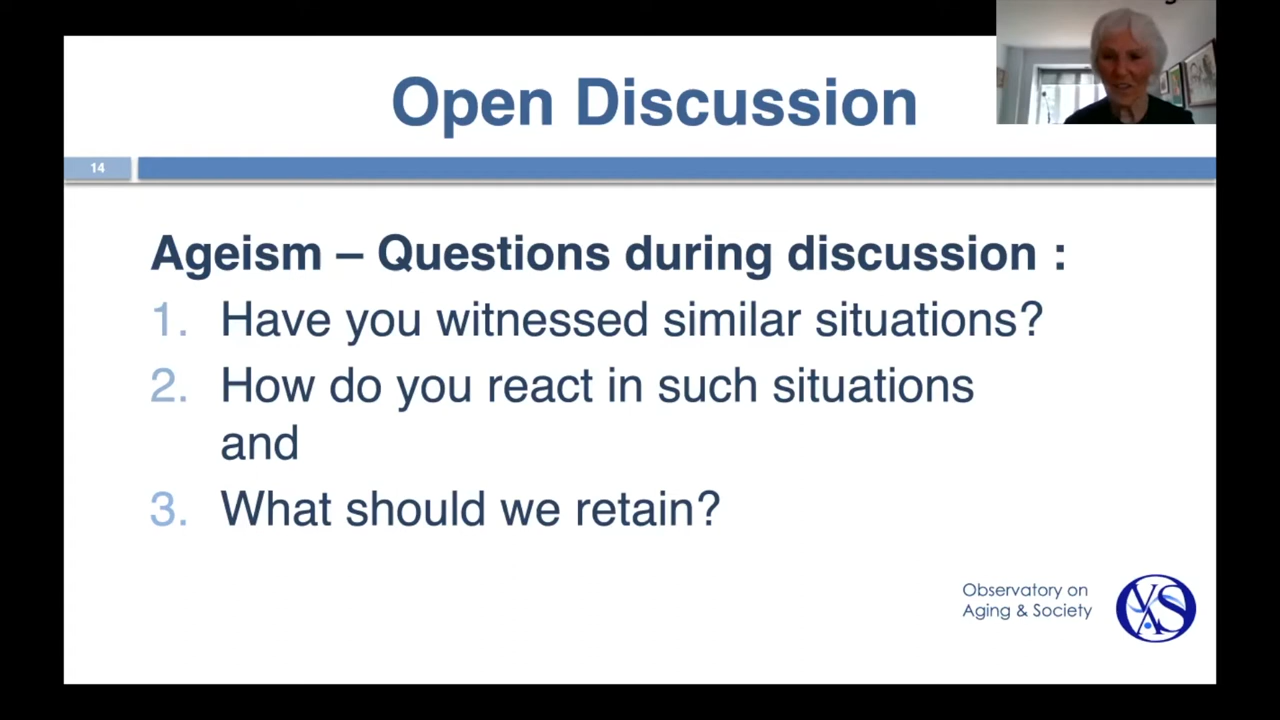 Open Discussion
14
Ageism – Questions during discussion :
1. Have you witnessed similar situations?
2. How do you react in such situations
and
3. What should we retain?
Observatory on
Aging & Society
OVAS